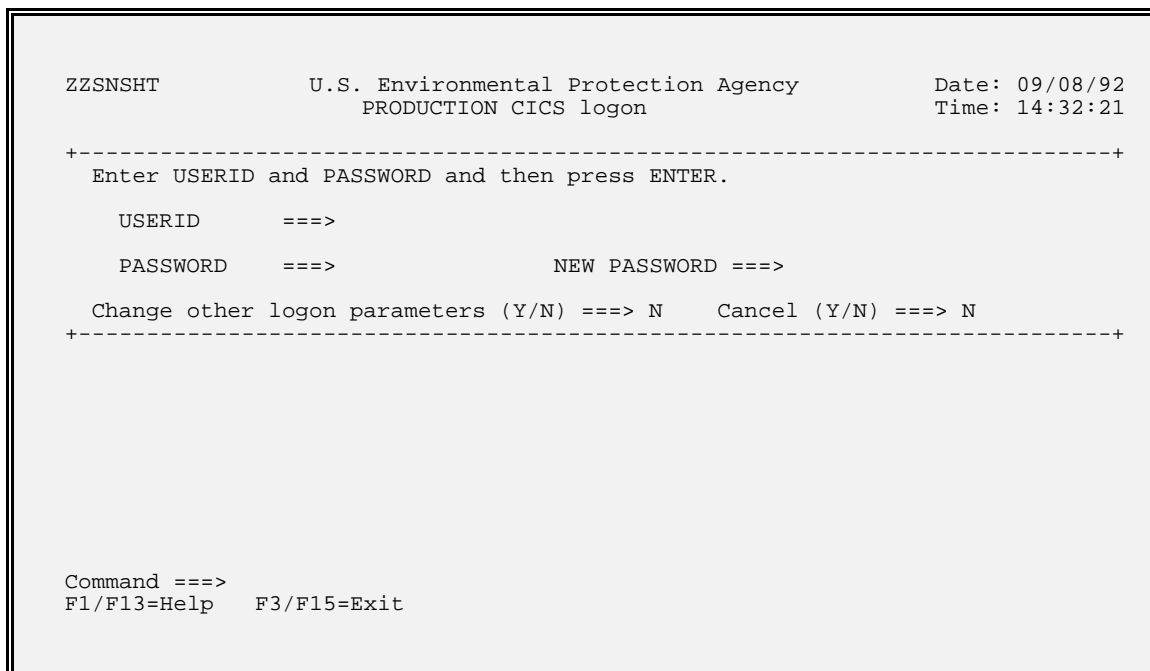 ZZSNSHT U.S. Environmental Protection Agency Date: 09/08/92
PRODUCTION CICS logon Time: 14:32:21
+-----------------------------------------------------------------------------+
Enter USERID and PASSWORD and then press ENTER.
USERID ===>
PASSWORD ===> NEW PASSWORD ===>
Change other logon parameters (Y/N) ===> N Cancel (Y/N) ===> N
+-----------------------------------------------------------------------------+
Command ===>
F1/F13=Help F3/F15=Exit